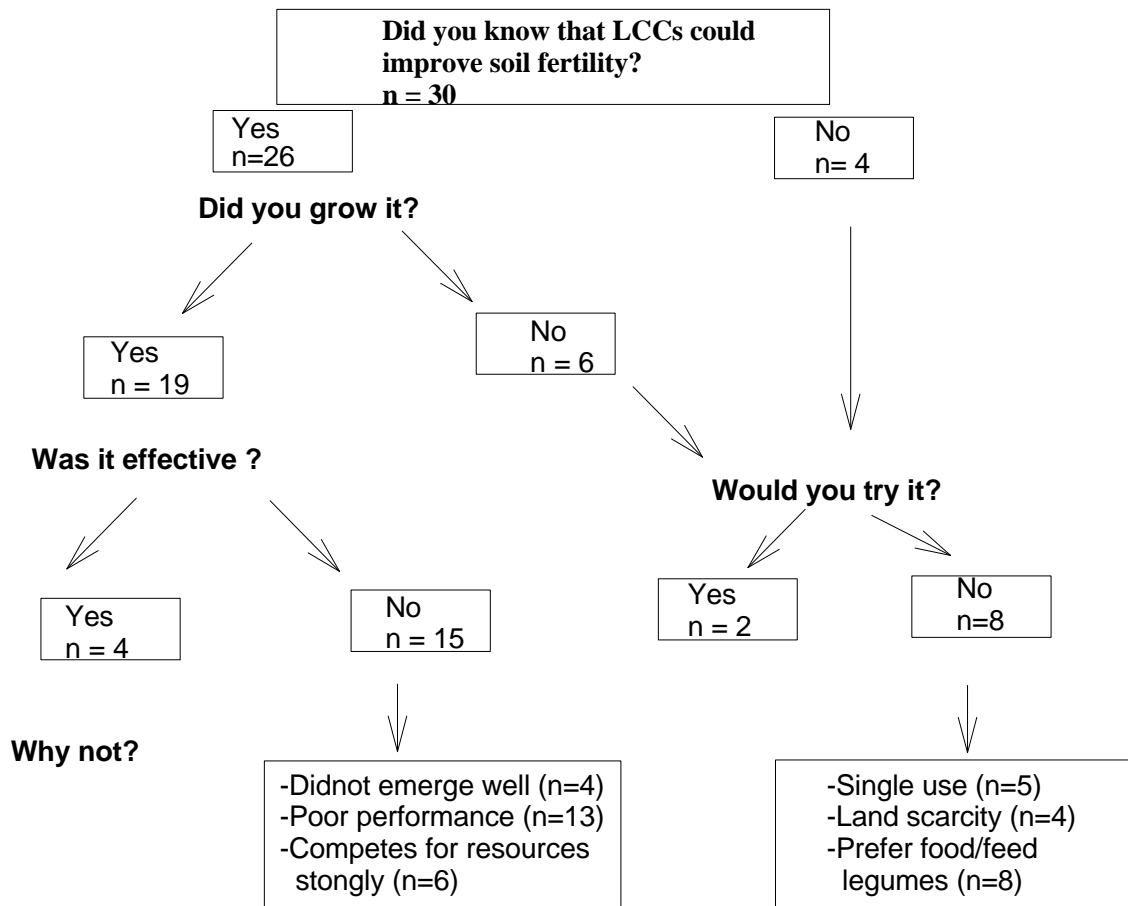 Did you know that LCCs could
improve soil fertility?
n = 30
Yes
n=26
No
n= 4
Did you grow it?
Yes
n = 19
No
n = 6
Was it effective ?
Would you try it?
Yes
n = 4
No
n = 15
Yes
n = 2
No
n=8
Why not?
-Didnot emerge well (n=4)
-Poor performance (n=13)
-Competes for resources
stongly (n=6)
-Single use (n=5)
-Land scarcity (n=4)
-Prefer food/feed
legumes (n=8)